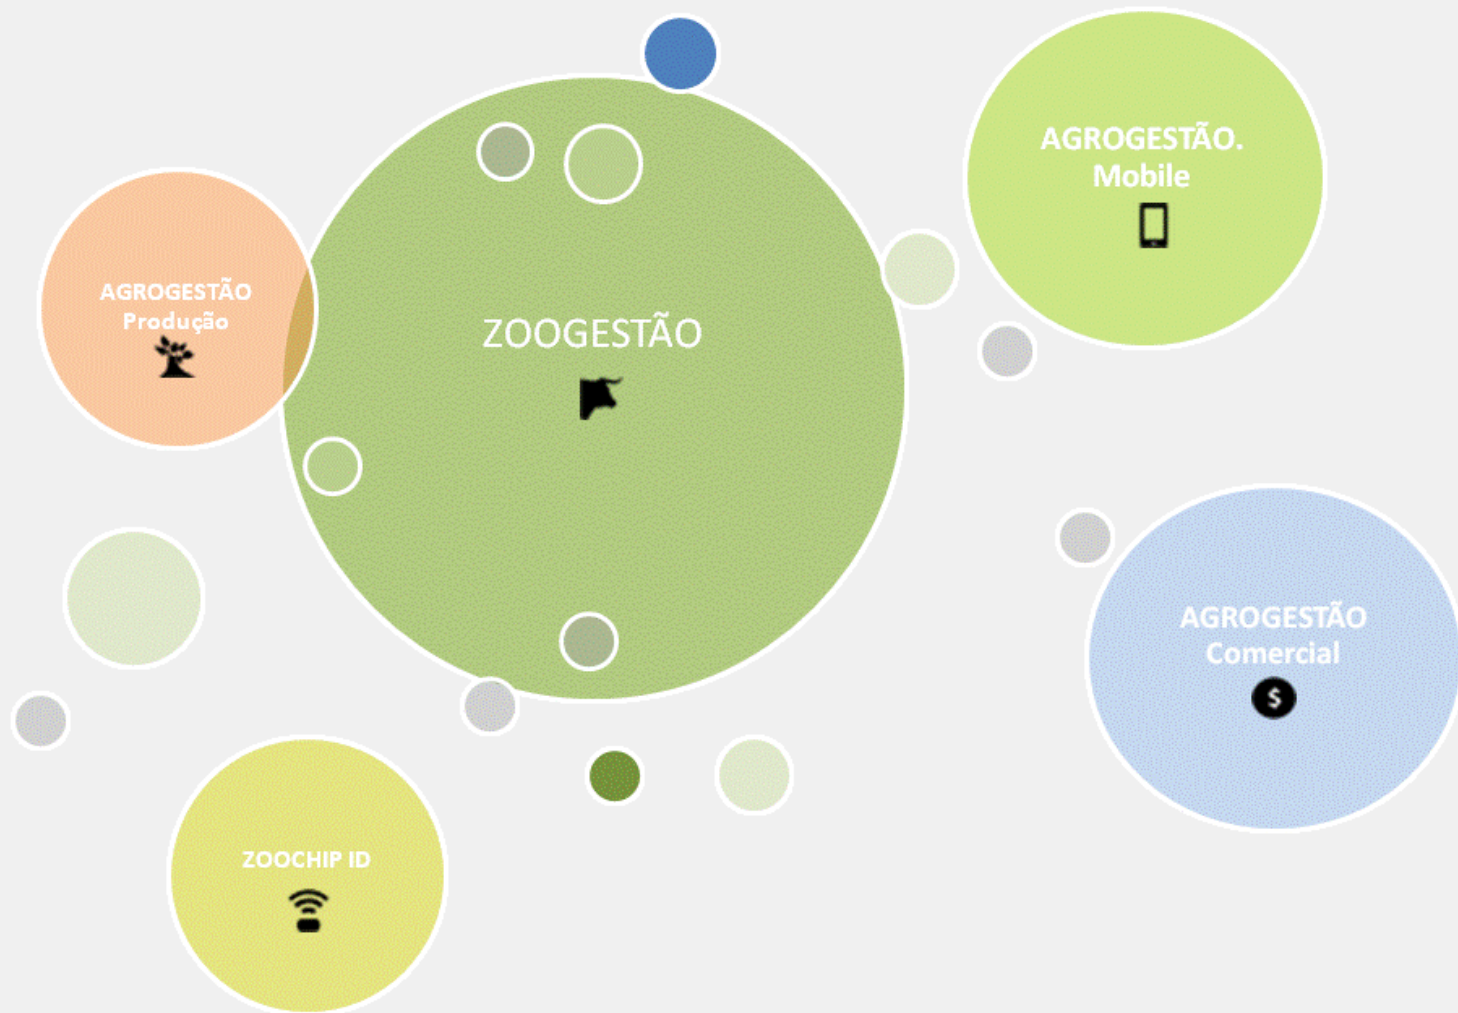 AGROGESTÃO.
Mobile
AGROGESTÃO
Produção
ZOOGESTÃO
AGROGESTÃO
Comercial
$
ZOOCHIP ID